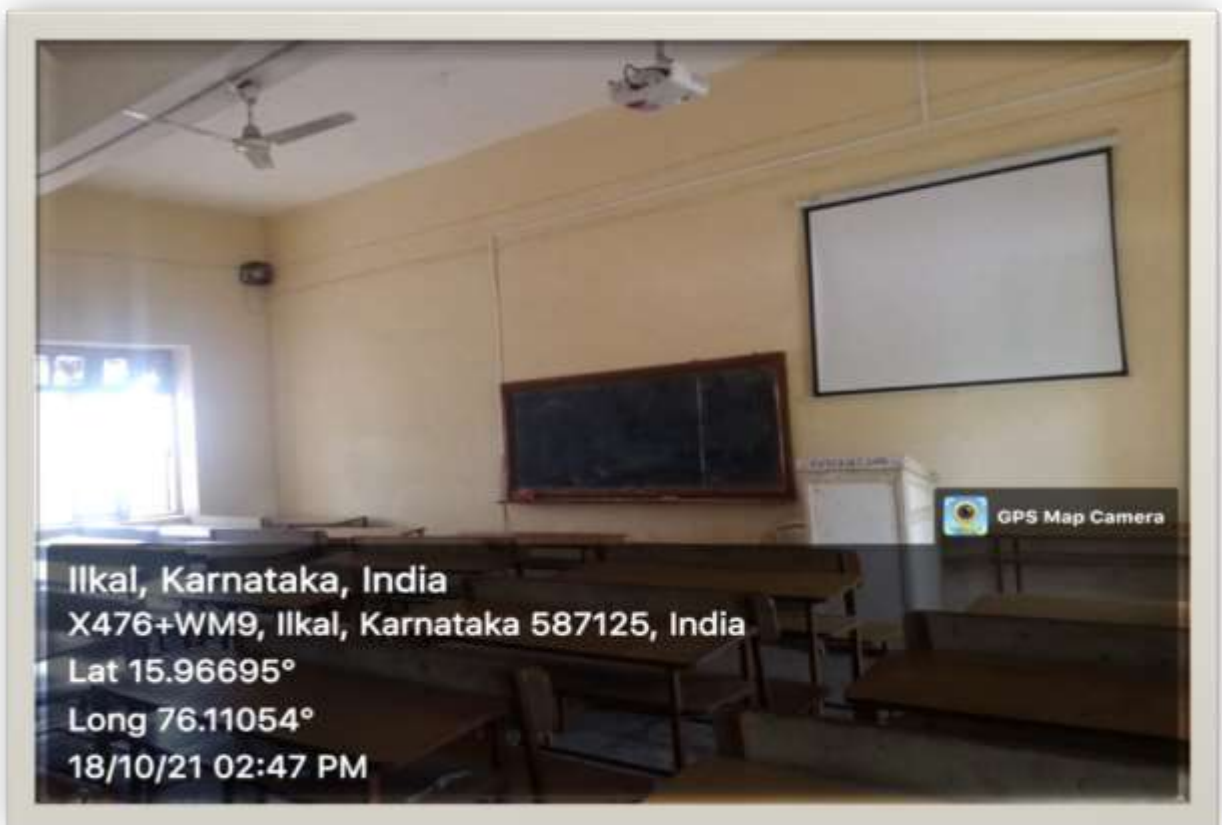 GPS Map Camera
Ilkal, Karnataka, India
X476+WM9, Ilkal, Karnataka 587125, India
Lat 15.96695°
Long 76.11054°
18/10/21 02:47 PM